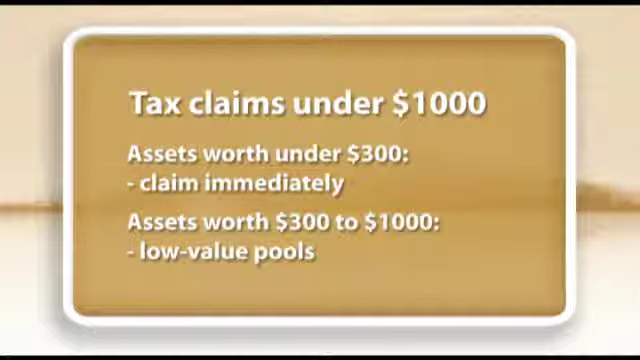 Tax claims under $1000
Assets worth under $300:
- claim immediately
Assets worth $300 to $1000:
- low-value pools